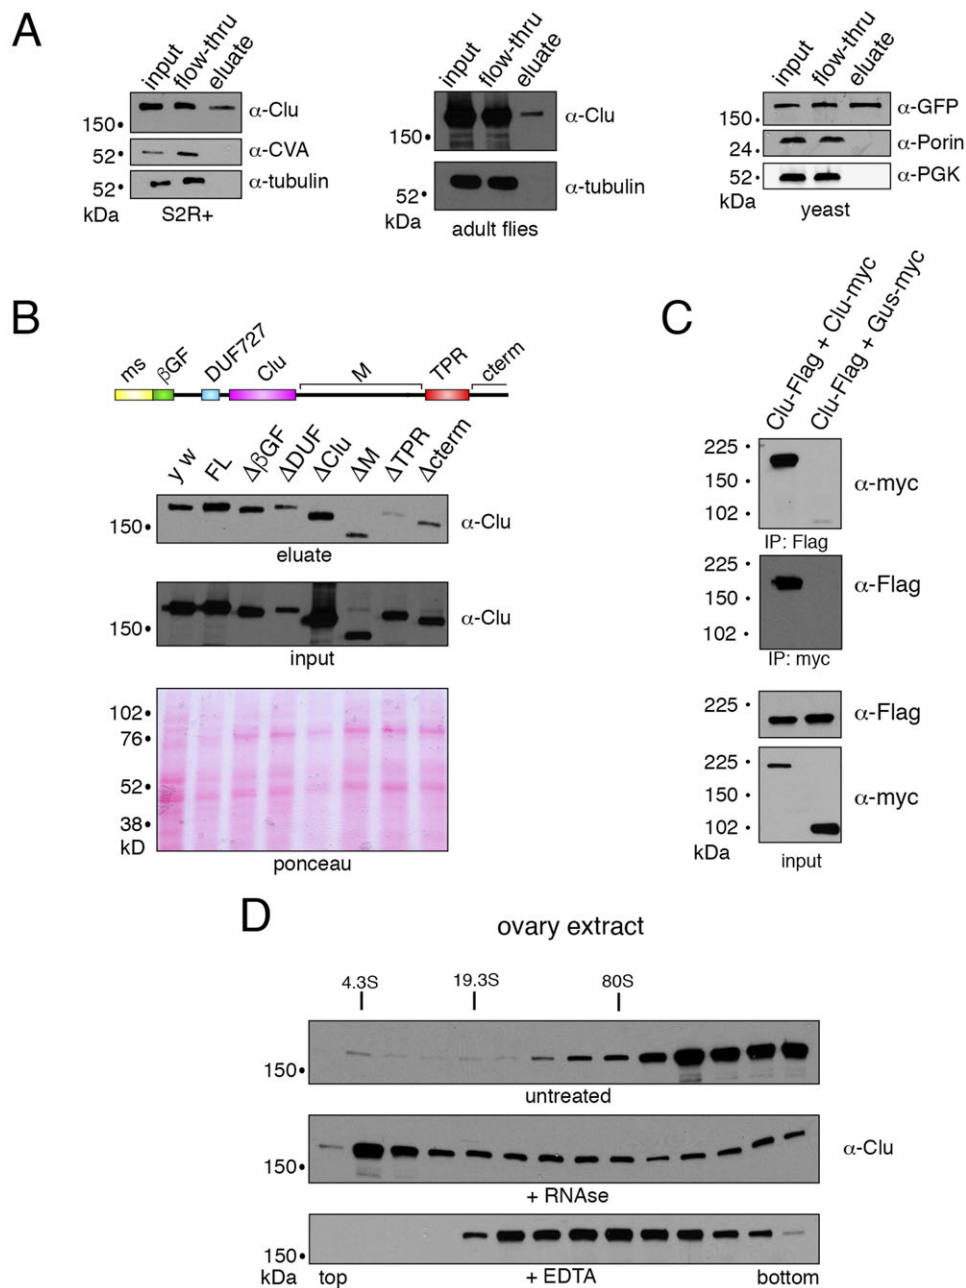 A
input flow-thru eluate
150 α-Clu
52 α-CVA
52 α-tubulin
kDa S2R+
input flow-thru eluate
150 α-Clu
52 α-tubulin
kDa adult flies
input flow-thru eluate
150 α-GFP
24 α-Porin
52 α-PGK
kDa yeast
B
ms βGF DUF727 Clu M TPR cterm
y w FL ΔβGF ΔDUF ΔClu ΔM ΔTPR Δcterm
150 α-Clu
eluate
150 α-Clu
input
102
76
52
38
kD
ponceau
C
Clu-Flag + Clu-myc
Clu-Flag + Gus-myc
225
150 α-myc
102
IP: Flag
225
150 α-Flag
102
IP: myc
225 α-Flag
225 α-myc
150
102
kDa input
D
ovary extract
4.3S 19.3S 80S
150
untreated
150 α-Clu
+ RNAse
150
kDa top + EDTA bottom